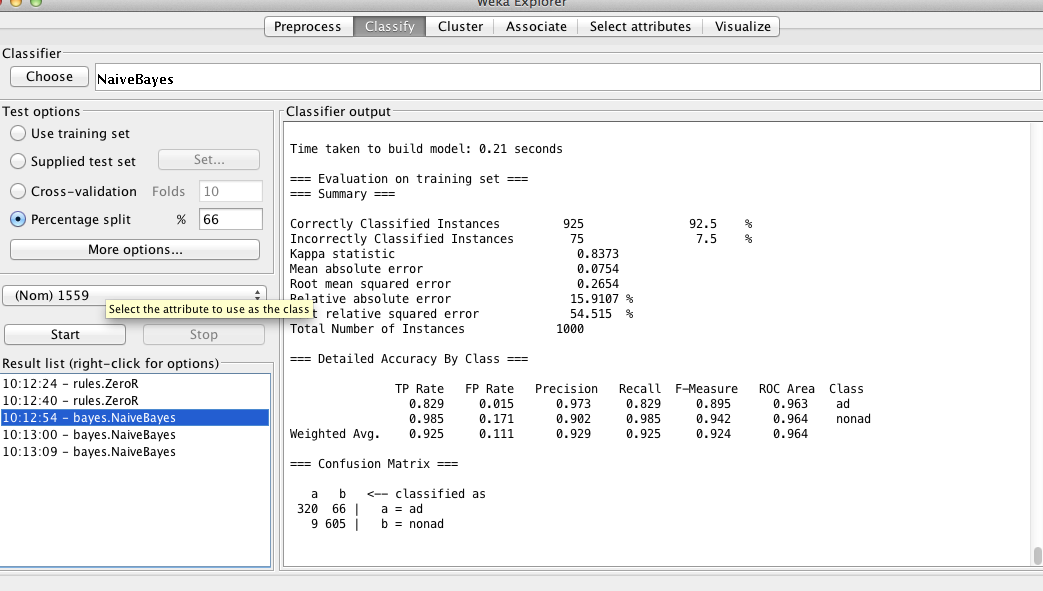 Weka Explorer
Preprocess Classify Cluster Associate Select attributes Visualize
Classifier
Choose NaiveBayes
Test options
Use training set
Supplied test set Set...
Cross-validation Folds 10
Percentage split % 66
More options...
(Nom) 1559
Select the attribute to use as the class
Start Stop
Result list (right-click for options)
10:12:24 - rules.ZeroR
10:12:40 - rules.ZeroR
10:12:54 - bayes.NaiveBayes
10:13:00 - bayes.NaiveBayes
10:13:09 - bayes.NaiveBayes
Classifier output
Time taken to build model: 0.21 seconds
=== Evaluation on training set ===
=== Summary ===
Correctly Classified Instances 925 92.5 %
Incorrectly Classified Instances 75 7.5 %
Kappa statistic 0.8373
Mean absolute error 0.0754
Root mean squared error 0.2654
Relative absolute error 15.9107 %
relative squared error 54.515 %
Total Number of Instances 1000
=== Detailed Accuracy By Class ===
TP Rate FP Rate Precision Recall F-Measure ROC Area Class
0.829 0.015 0.973 0.829 0.895 0.963 ad
0.985 0.171 0.902 0.985 0.942 0.964 nonad
Weighted Avg. 0.925 0.111 0.929 0.925 0.924 0.964
=== Confusion Matrix ===
a b <-- classified as
320 66 | a = ad
9 605 | b = nonad